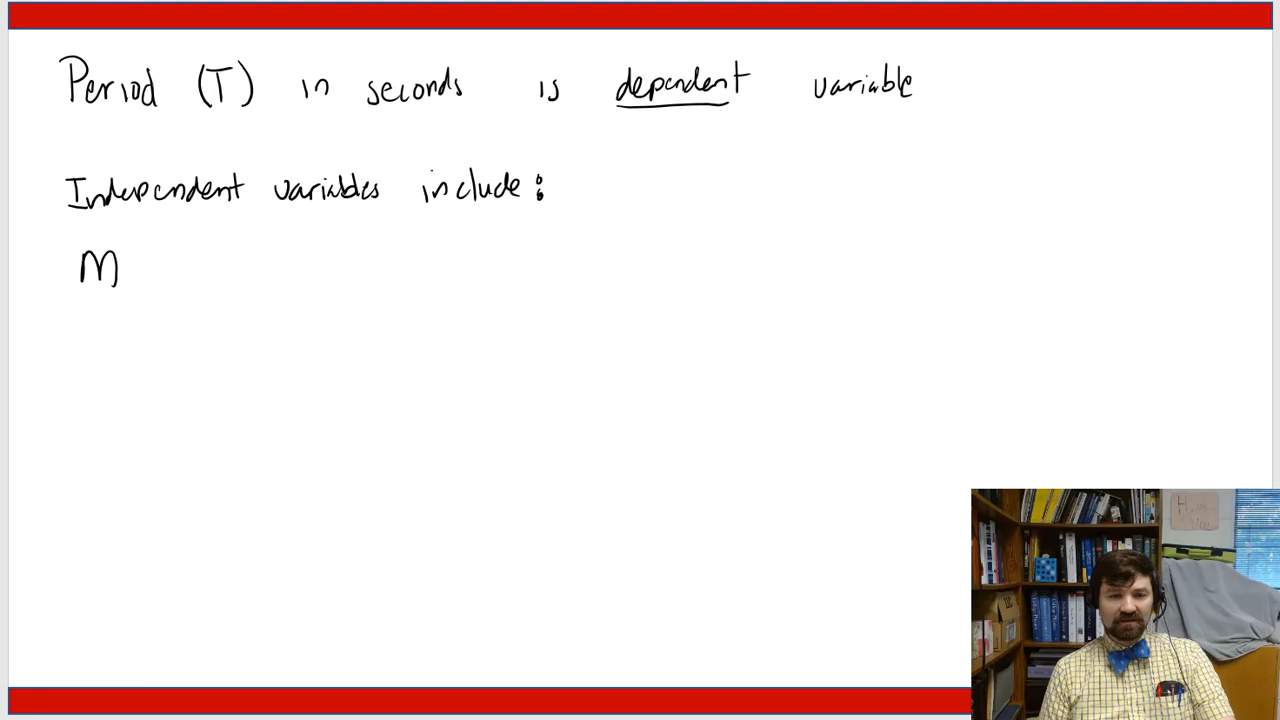 Period (T) in seconds is dependent variable
Independent variables include:
M